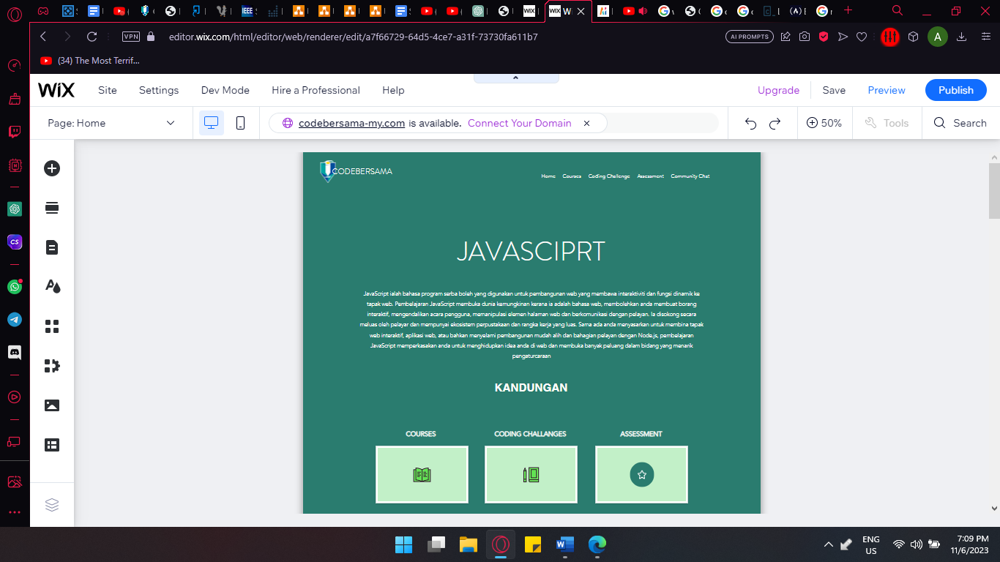 VPN
editor.wix.com/html/editor/web/renderer/edit/a7f66729-64d5-4ce7-a31f-73730fa611b7
AI PROMPTS
A
(34) The Most Terrif...
WiX
Site
Settings
Dev Mode
Hire a Professional
Help
Upgrade
Save
Preview
Publish
Page: Home
codebersama-my.com is available. Connect Your Domain
50%
Tools
Search
CODEBERSAMA
Home Courses Coding Challenge Assessment Community Chat
JAVASCIPRT
JavaScript ialah bahasa program serba boleh yang digunakan untuk pembangunan web yang membawa interaktiviti dan fungsi dinamik ke
tapak web. Pembelajaran JavaScript membuka dunia kemungkinan kerana ia adalah bahasa web, membolehkan anda membuat borang
interaktif, mengendalikan acara pengguna, memanipulasi elemen halaman web dan berkomunikasi dengan pelayan. Ia disokong secara
meluas oleh pelayar dan mempunyai ekosistem perpustakaan dan rangka kerja yang luas. Sama ada anda menyasarkan untuk membina tapak
web interaktif, aplikasi web, atau bahkan menyelami pembangunan mudah alih dan bahagian pelayan dengan Node.js, pembelajaran
JavaScript memperkasakan anda untuk menghidupkan idea anda di web dan membuka banyak peluang dalam bidang yang menarik
pengaturcaraan
KANDUNGAN
COURSES
CODING CHALLANGES
ASSESSMENT
CS
ENG
US
7:09 PM
11/6/2023